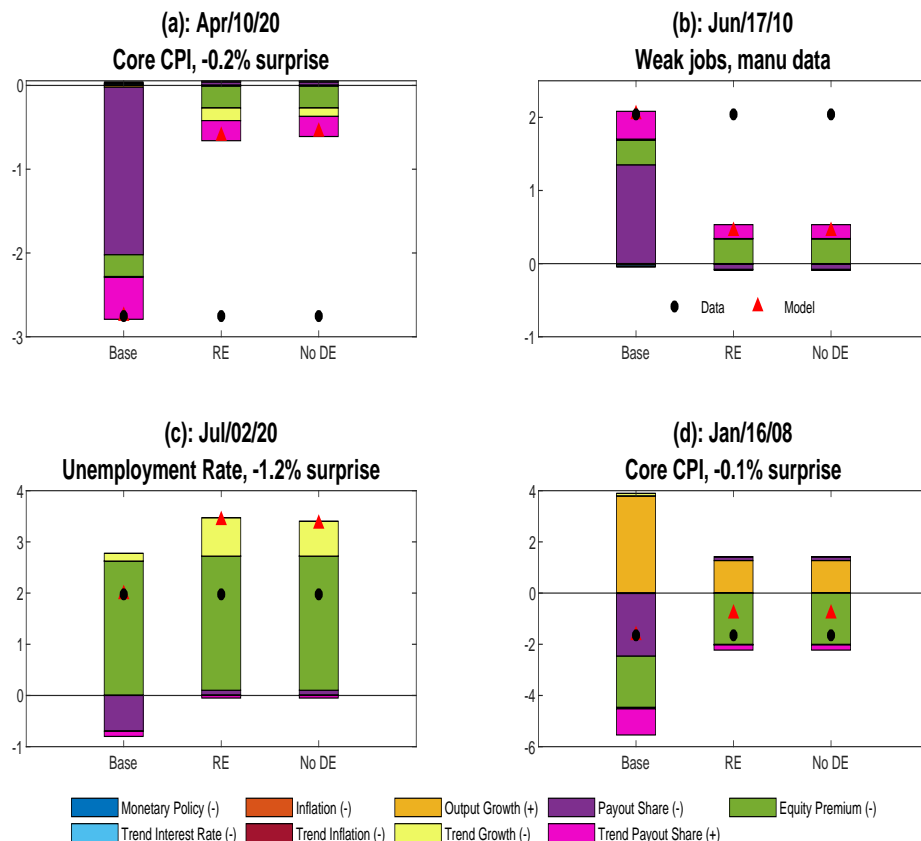 (a): Apr/10/20
Core CPI, -0.2% surprise
0
-1
-2
-3
Base
RE
No DE
(b): Jun/17/10
Weak jobs, manu data
2
1
0
-1
Data
Model
Base
RE
No DE
(c): Jul/02/20
Unemployment Rate, -1.2% surprise
4
3
2
1
0
-1
Base
RE
No DE
(d): Jan/16/08
Core CPI, -0.1% surprise
4
2
0
-2
-4
-6
Base
RE
No DE
Monetary Policy (-)
Inflation (-)
Output Growth (+)
Payout Share (-)
Equity Premium (-)
Trend Interest Rate (-)
Trend Inflation (-)
Trend Growth (-)
Trend Payout Share (+)